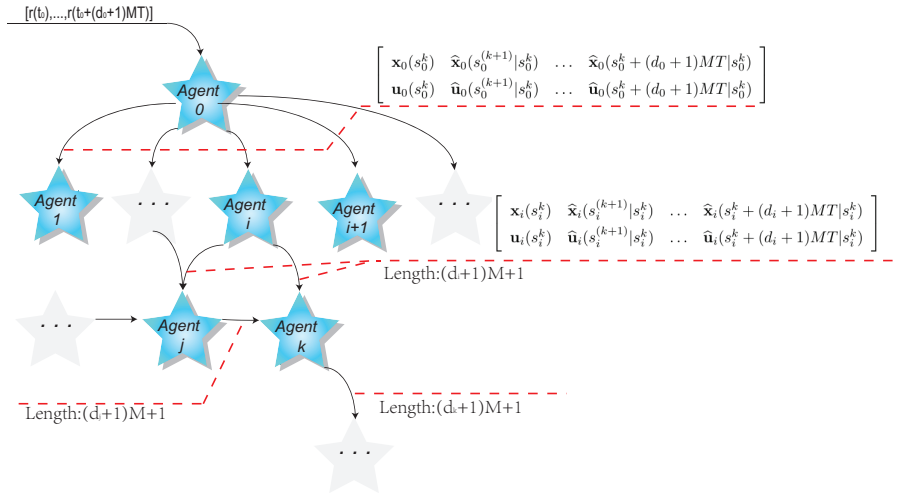 [r(t₀),...,r(t₀+(d₀+1)MT)]
Agent
0
[ 𝐱₀(s₀ᵏ) 𝐱̂₀(s₀⁽ᵏ⁺¹⁾|s₀ᵏ) … 𝐱̂₀(s₀ᵏ + (d₀ + 1)MT|s₀ᵏ)
𝐮₀(s₀ᵏ) 𝐮̂₀(s₀⁽ᵏ⁺¹⁾|s₀ᵏ) … 𝐮̂₀(s₀ᵏ + (d₀ + 1)MT|s₀ᵏ) ]
Agent
1
...
Agent
i
Agent
i+1
...
[ 𝐱ᵢ(sᵢᵏ) 𝐱̂ᵢ(sᵢ⁽ᵏ⁺¹⁾|sᵢᵏ) … 𝐱̂ᵢ(sᵢᵏ + (dᵢ + 1)MT|sᵢᵏ)
𝐮ᵢ(sᵢᵏ) 𝐮̂ᵢ(sᵢ⁽ᵏ⁺¹⁾|sᵢᵏ) … 𝐮̂ᵢ(sᵢᵏ + (dᵢ + 1)MT|sᵢᵏ) ]
Length:(dᵢ+1)M+1
...
Agent
j
Agent
k
Length:(dⱼ+1)M+1
Length:(dₖ+1)M+1
...